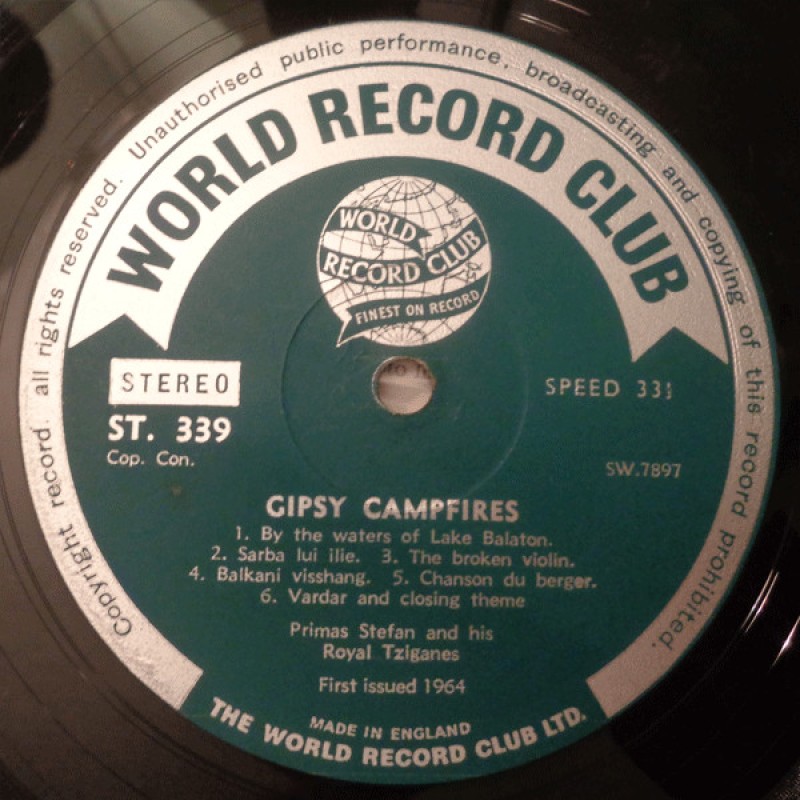 Copyright record. all rights reserved. Unauthorised public performance, broadcasting and copying of this record prohibited.
WORLD RECORD CLUB
WORLD
RECORD CLUB
FINEST ON RECORD
STEREO
SPEED 33⅓
ST. 339
Cop. Con.
SW.7897
GIPSY CAMPFIRES
1. By the waters of Lake Balaton.
2. Sarba lui ilie. 3. The broken violin.
4. Balkani visshang. 5. Chanson du berger.
6. Vardar and closing theme
Primas Stefan and his
Royal Tziganes
First issued 1964
MADE IN ENGLAND
THE WORLD RECORD CLUB LTD.